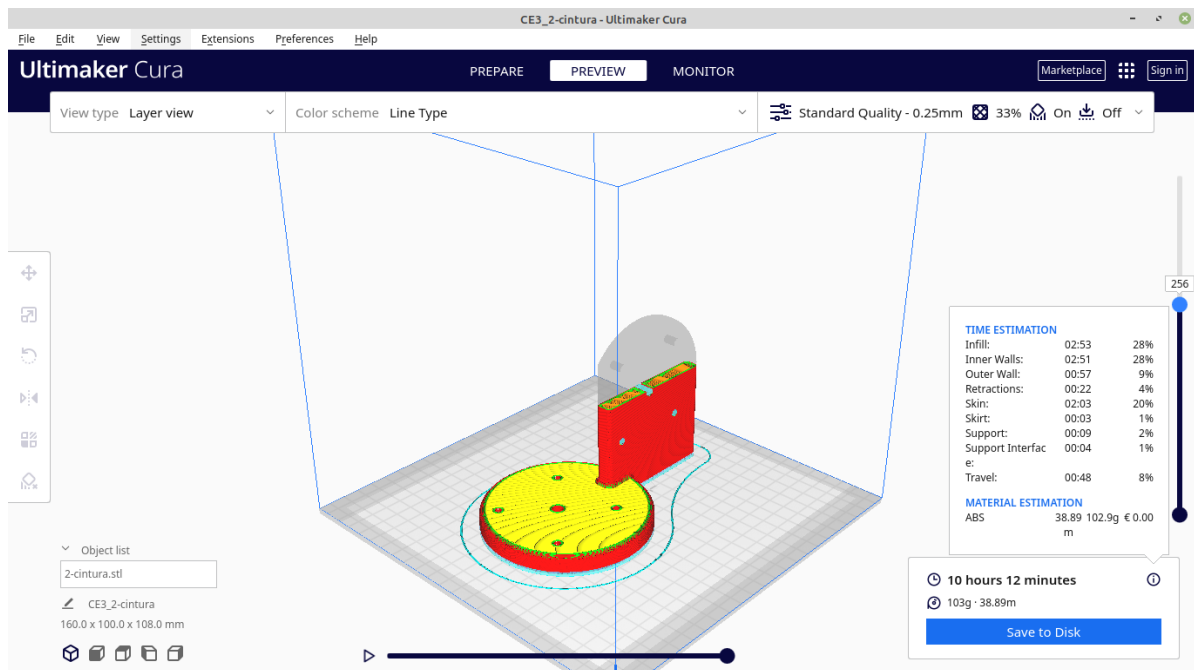 CE3_2-cintura - Ultimaker Cura
File Edit View Settings Extensions Preferences Help
Ultimaker Cura PREPARE PREVIEW MONITOR Marketplace Sign in
View type Layer view Color scheme Line Type Standard Quality - 0.25mm 33% On Off
256
TIME ESTIMATION
Infill: 02:53 28%
Inner Walls: 02:51 28%
Outer Wall: 00:57 9%
Retractions: 00:22 4%
Skin: 02:03 20%
Skirt: 00:03 1%
Support: 00:09 2%
Support Interfac 00:04 1%
e:
Travel: 00:48 8%
MATERIAL ESTIMATION
ABS 38.89 102.9g € 0.00
m
Object list
2-cintura.stl
CE3_2-cintura
160.0 x 100.0 x 108.0 mm
10 hours 12 minutes
103g · 38.89m
Save to Disk